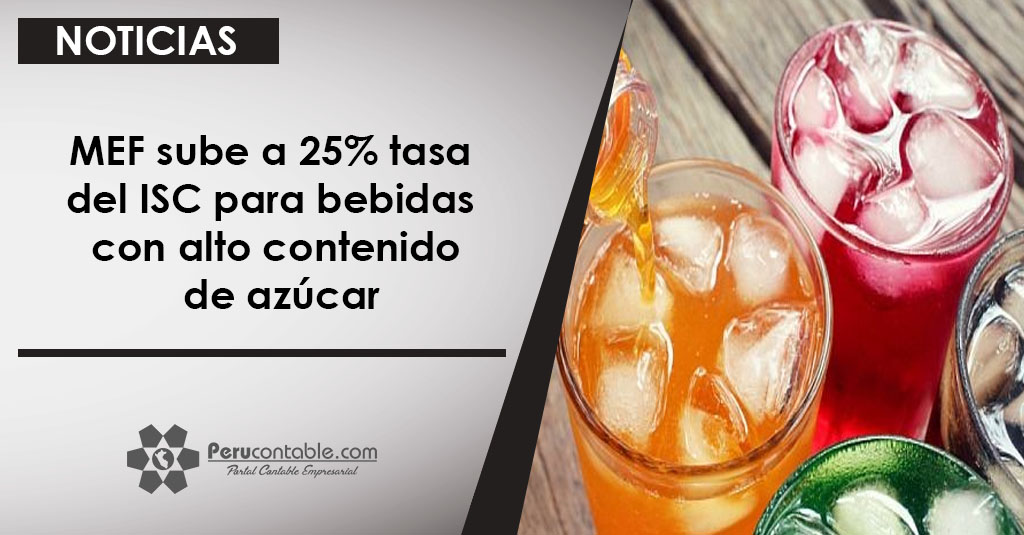 NOTICIAS
MEF sube a 25% tasa
del ISC para bebidas
con alto contenido
de azúcar
Perucontable.com
Portal Contable Empresarial